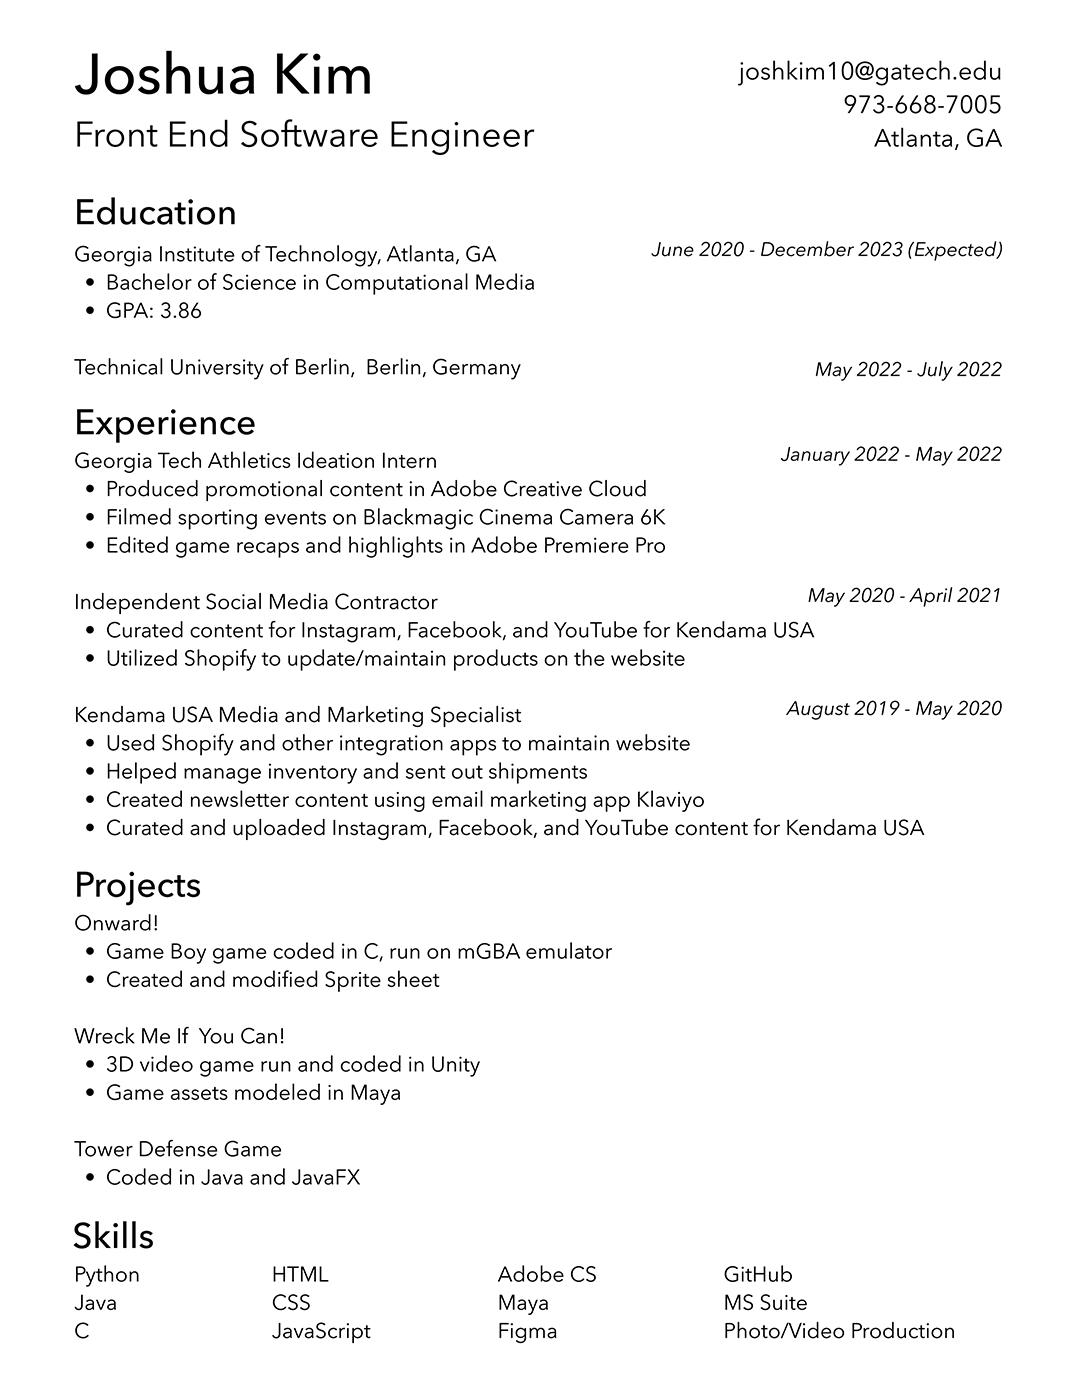 Joshua Kim
Front End Software Engineer
joshkim10@gatech.edu
973-668-7005
Atlanta, GA
Education
Georgia Institute of Technology, Atlanta, GA
June 2020 - December 2023 (Expected)
• Bachelor of Science in Computational Media
• GPA: 3.86
Technical University of Berlin, Berlin, Germany
May 2022 - July 2022
Experience
Georgia Tech Athletics Ideation Intern
January 2022 - May 2022
• Produced promotional content in Adobe Creative Cloud
• Filmed sporting events on Blackmagic Cinema Camera 6K
• Edited game recaps and highlights in Adobe Premiere Pro
Independent Social Media Contractor
May 2020 - April 2021
• Curated content for Instagram, Facebook, and YouTube for Kendama USA
• Utilized Shopify to update/maintain products on the website
Kendama USA Media and Marketing Specialist
August 2019 - May 2020
• Used Shopify and other integration apps to maintain website
• Helped manage inventory and sent out shipments
• Created newsletter content using email marketing app Klaviyo
• Curated and uploaded Instagram, Facebook, and YouTube content for Kendama USA
Projects
Onward!
• Game Boy game coded in C, run on mGBA emulator
• Created and modified Sprite sheet
Wreck Me If You Can!
• 3D video game run and coded in Unity
• Game assets modeled in Maya
Tower Defense Game
• Coded in Java and JavaFX
Skills
Python HTML Adobe CS GitHub
Java CSS Maya MS Suite
C JavaScript Figma Photo/Video Production